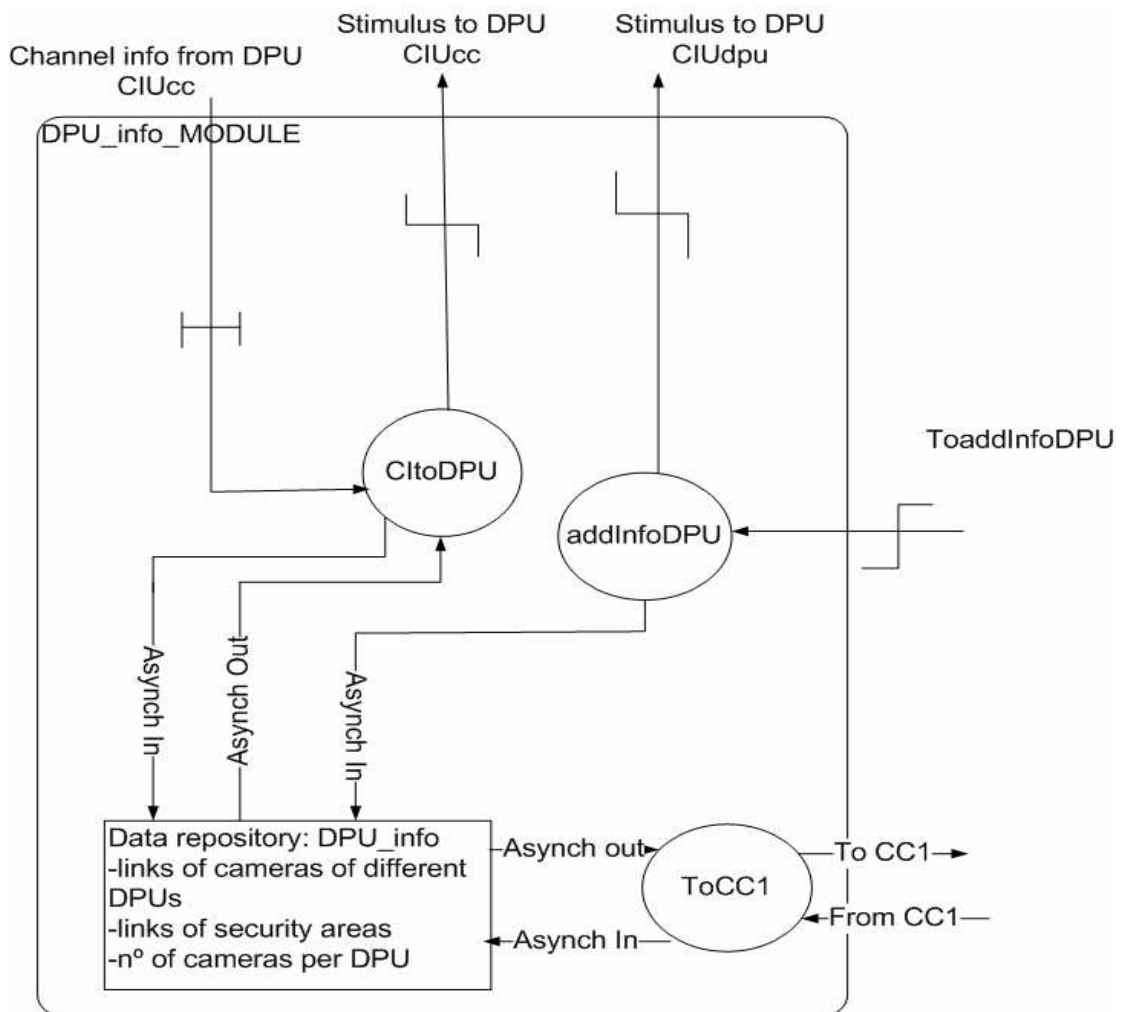 Stimulus to DPU
CIUcc
Stimulus to DPU
CIUdpu
Channel info from DPU
CIUcc
DPU_info_MODULE
CItoDPU
ToaddInfoDPU
addInfoDPU
Asynch In
Asynch Out
Asynch In
Data repository: DPU_info
-links of cameras of different
DPUs
-links of security areas
-nº of cameras per DPU
Asynch out
Asynch In
ToCC1
To CC1
From CC1